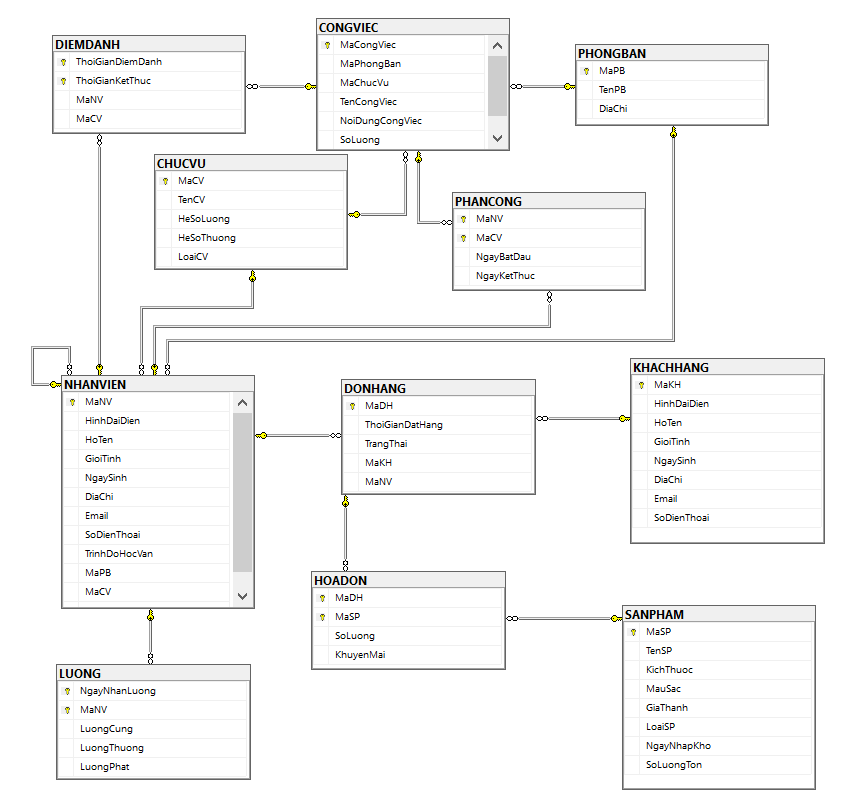 DIEMDANH
ThoiGianDiemDanh
ThoiGianKetThuc
MaNV
MaCV
CONGVIEC
MaCongViec
MaPhongBan
MaChucVu
TenCongViec
NoiDungCongViec
SoLuong
PHONGBAN
MaPB
TenPB
DiaChi
CHUCVU
MaCV
TenCV
HeSoLuong
HeSoThuong
LoaiCV
PHANCONG
MaNV
MaCV
NgayBatDau
NgayKetThuc
NHANVIEN
MaNV
HinhDaiDien
HoTen
GioiTinh
NgaySinh
DiaChi
Email
SoDienThoai
TrinhDoHocVan
MaPB
MaCV
DONHANG
MaDH
ThoiGianDatHang
TrangThai
MaKH
MaNV
KHACHHANG
MaKH
HinhDaiDien
HoTen
GioiTinh
NgaySinh
DiaChi
Email
SoDienThoai
HOADON
MaDH
MaSP
SoLuong
KhuyenMai
SANPHAM
MaSP
TenSP
KichThuoc
MauSac
GiaThanh
LoaiSP
NgayNhapKho
SoLuongTon
LUONG
NgayNhanLuong
MaNV
LuongCung
LuongThuong
LuongPhat